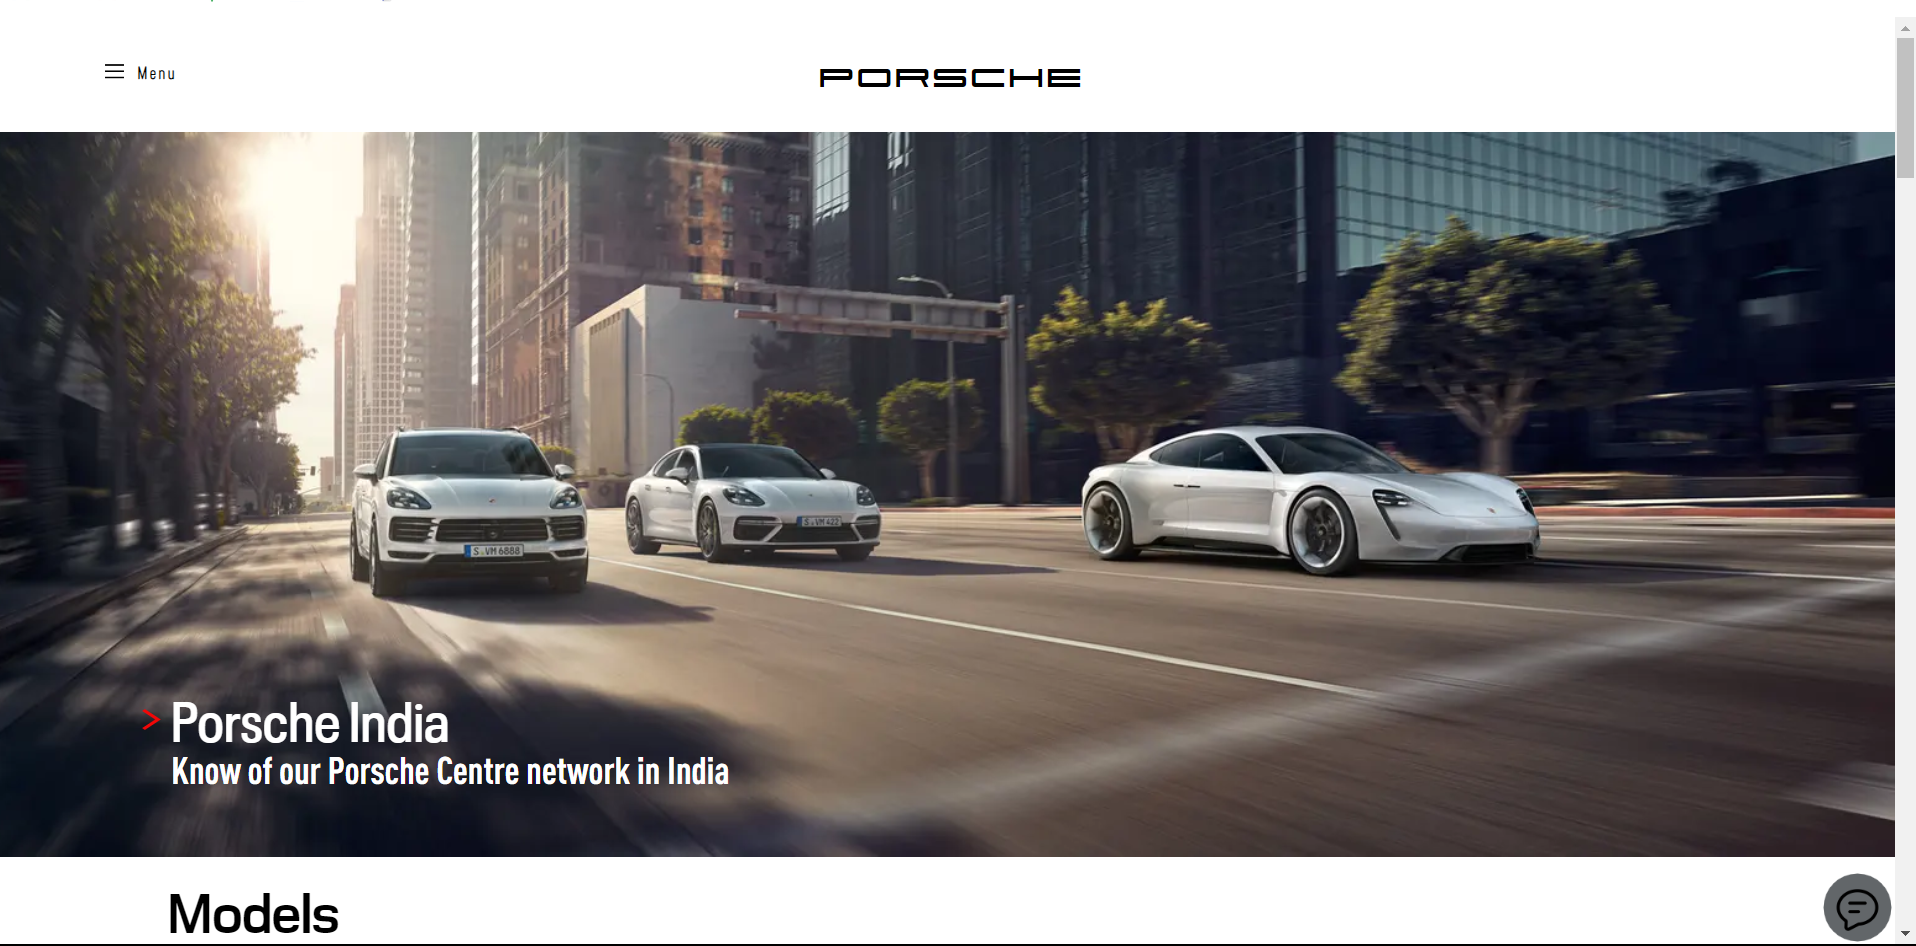 Menu
PORSCHE
S VM 6888
S VM 422
Porsche India
Know of our Porsche Centre network in India
Models